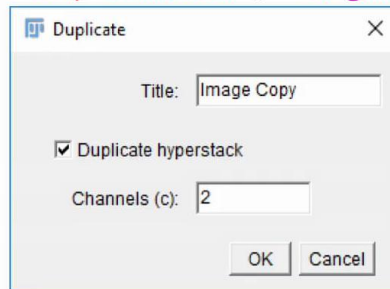 Duplicate
Title: Image Copy
Duplicate hyperstack
Channels (c): 2
OK Cancel